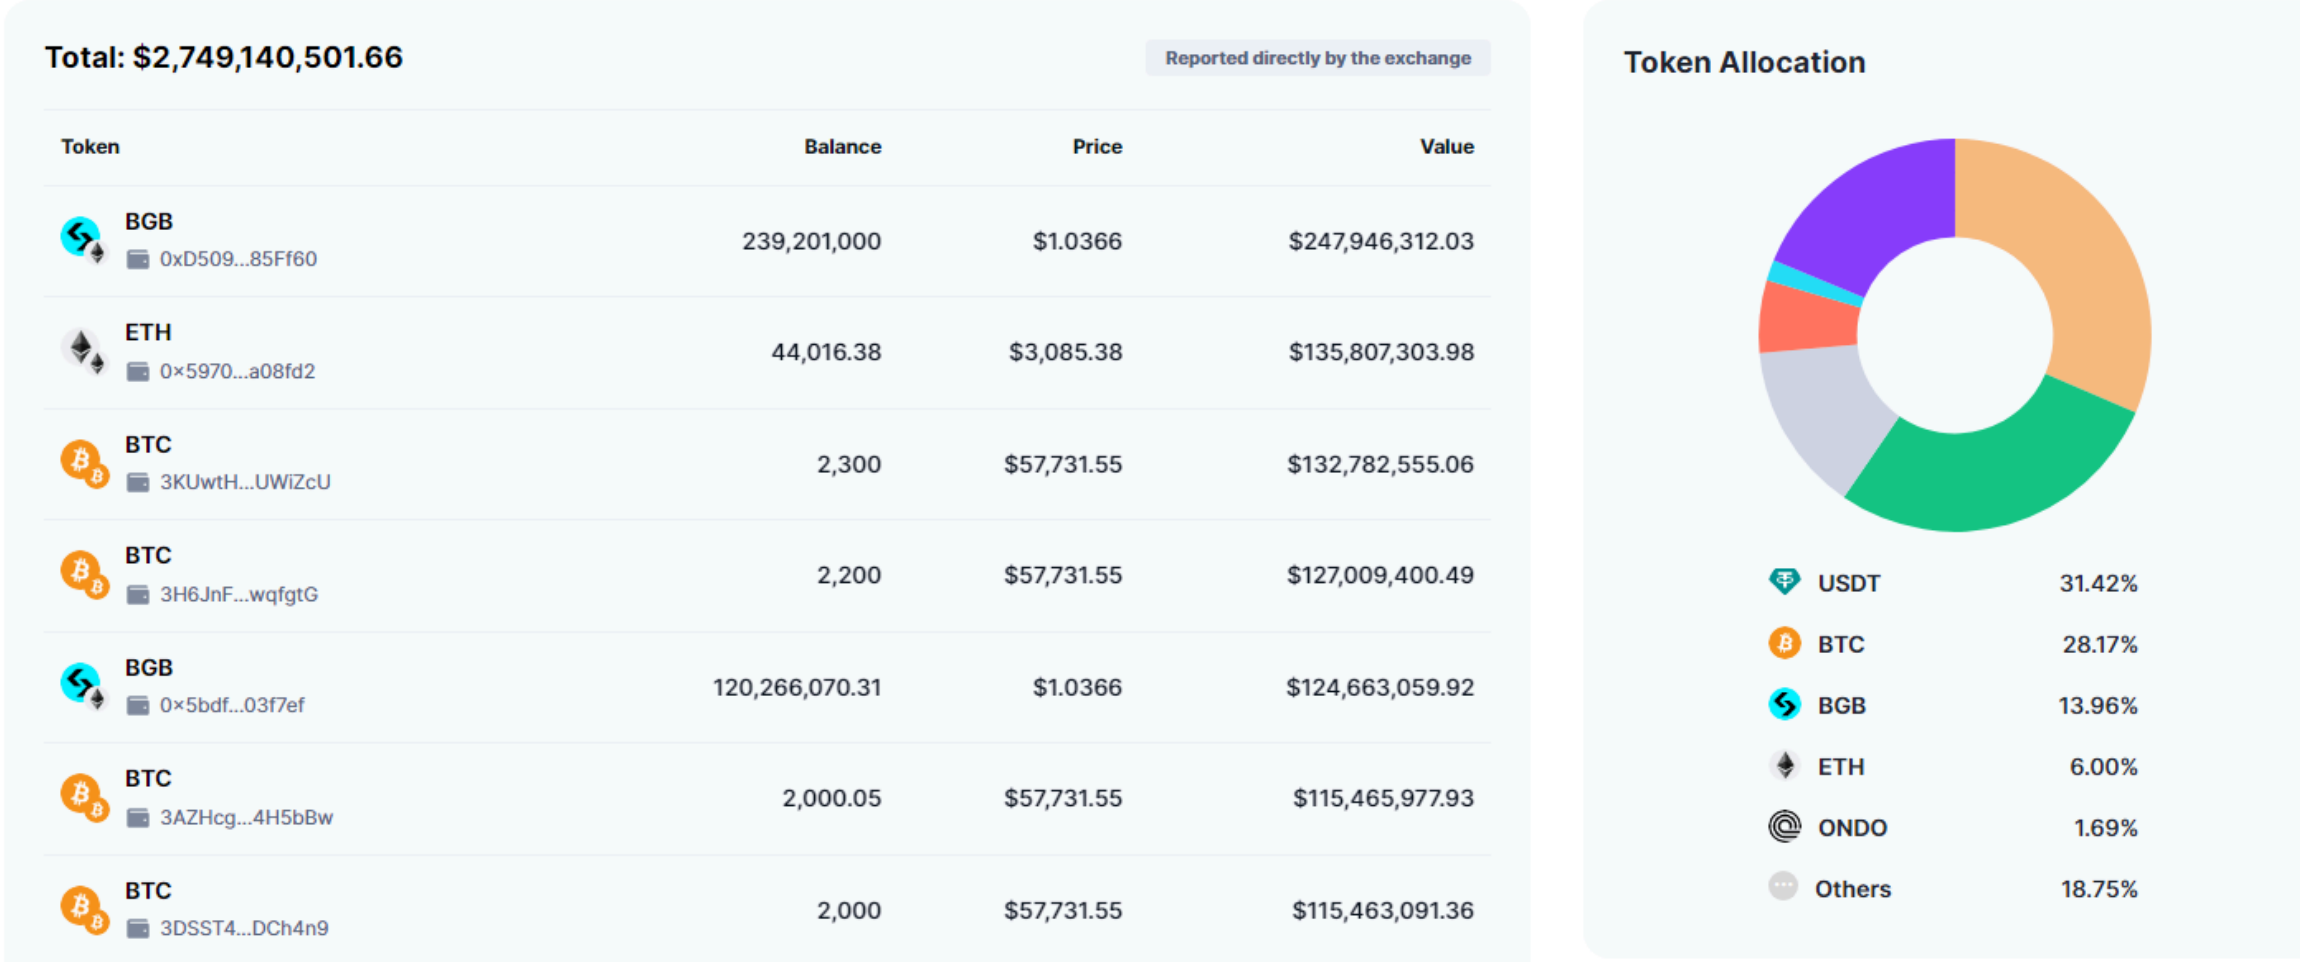 Total: $2,749,140,501.66
Reported directly by the exchange
Token Balance Price Value
BGB
0xD509...85Ff60
239,201,000 $1.0366 $247,946,312.03
ETH
0×5970...a08fd2
44,016.38 $3,085.38 $135,807,303.98
BTC
3KUwtH...UWiZcU
2,300 $57,731.55 $132,782,555.06
BTC
3H6JnF...wqfgtG
2,200 $57,731.55 $127,009,400.49
BGB
0×5bdf...03f7ef
120,266,070.31 $1.0366 $124,663,059.92
BTC
3AZHcg...4H5bBw
2,000.05 $57,731.55 $115,465,977.93
BTC
3DSST4...DCh4n9
2,000 $57,731.55 $115,463,091.36
Token Allocation
USDT 31.42%
BTC 28.17%
BGB 13.96%
ETH 6.00%
ONDO 1.69%
Others 18.75%